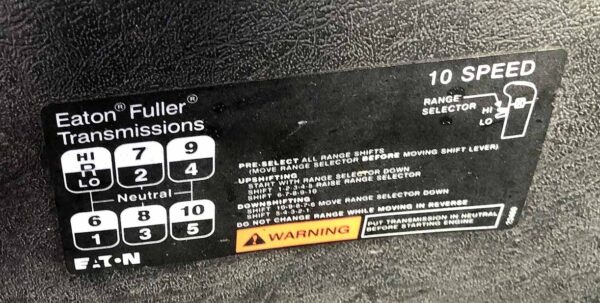 10 SPEED
Eaton® Fuller®
Transmissions
RANGE
SELECTOR
HI
LO
HI
R
LO
7
2
9
4
Neutral
6
1
8
3
10
5
PRE-SELECT ALL RANGE SHIFTS
(MOVE RANGE SELECTOR BEFORE MOVING SHIFT LEVER)
UPSHIFTING
START WITH RANGE SELECTOR DOWN
SHIFT 1-2-3-4-5 RAISE RANGE SELECTOR
SHIFT 6-7-8-9-10
DOWNSHIFTING
SHIFT 10-9-8-7-6 MOVE RANGE SELECTOR DOWN
SHIFT 5-4-3-2-1
DO NOT CHANGE RANGE WHILE MOVING IN REVERSE
WARNING
PUT TRANSMISSION IN NEUTRAL
BEFORE STARTING ENGINE
EATON